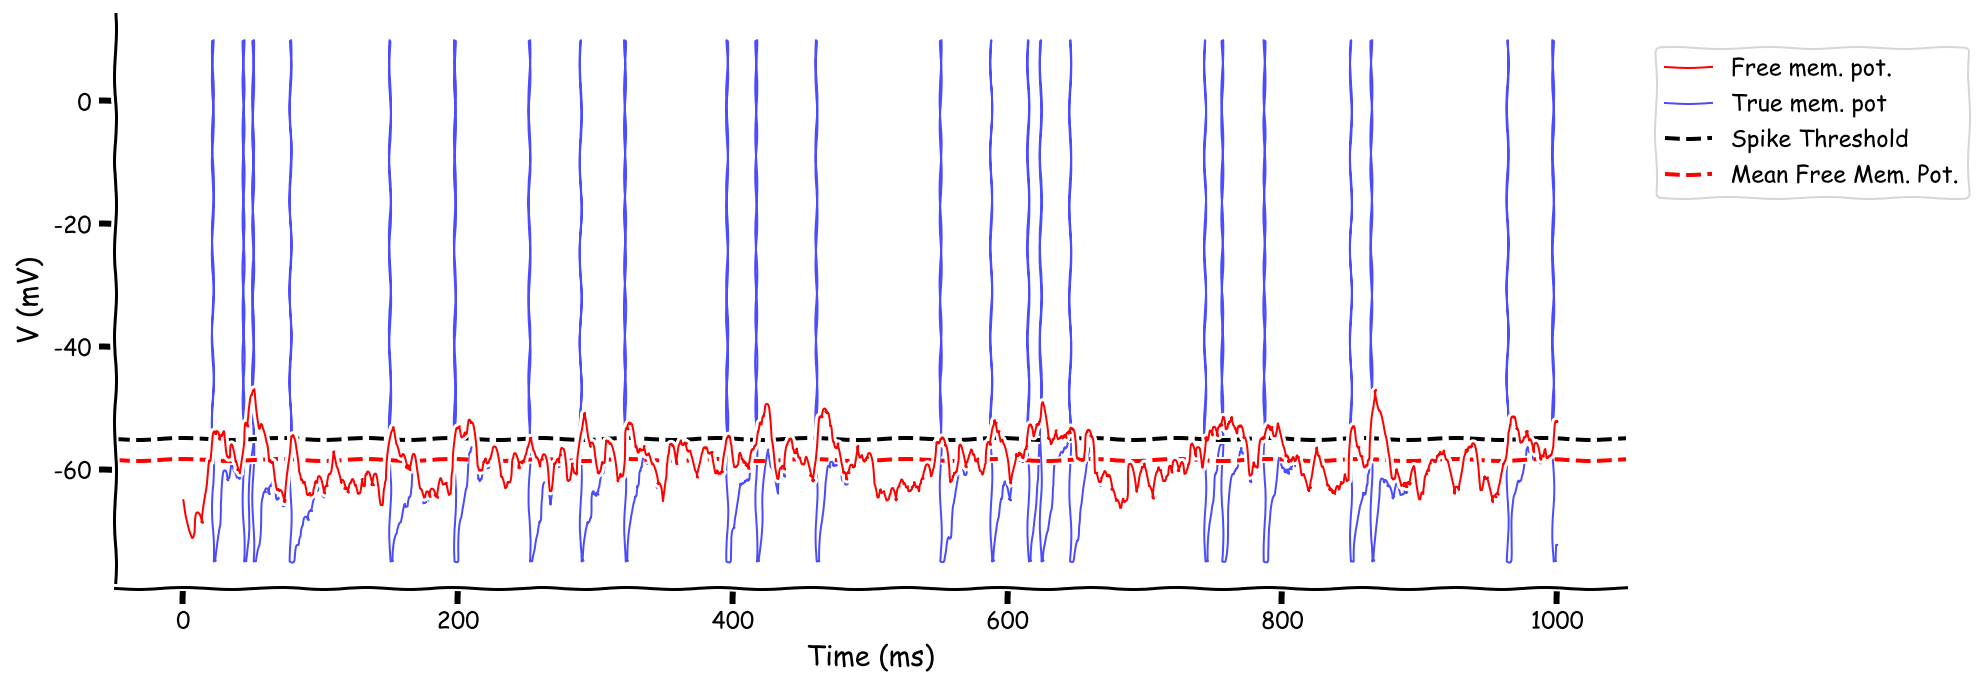 0
-20
-40
-60
V (mV)
0
200
400
600
800
1000
Time (ms)
Free mem. pot.
True mem. pot
Spike Threshold
Mean Free Mem. Pot.